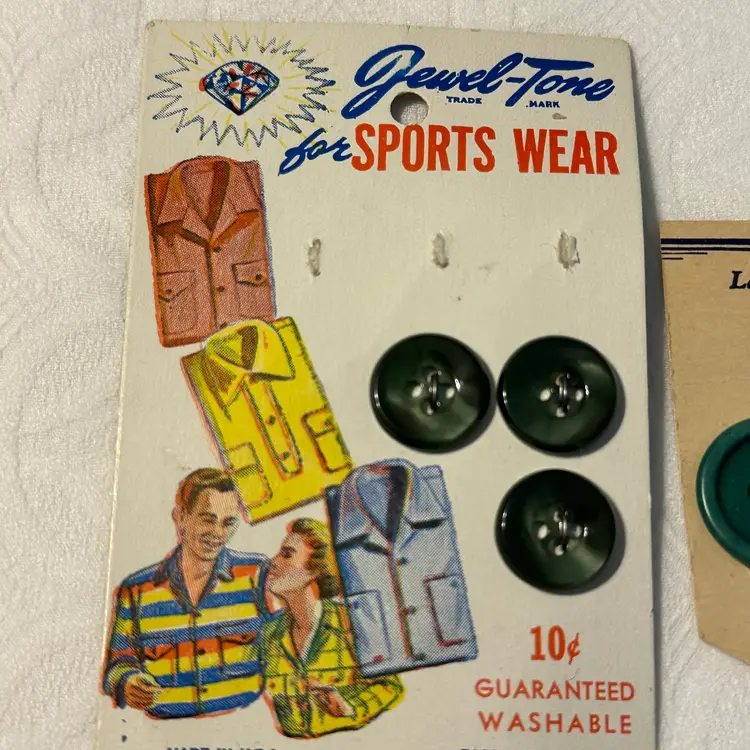 Jewel-Tone
TRADE MARK
for SPORTS WEAR
10¢
GUARANTEED
WASHABLE